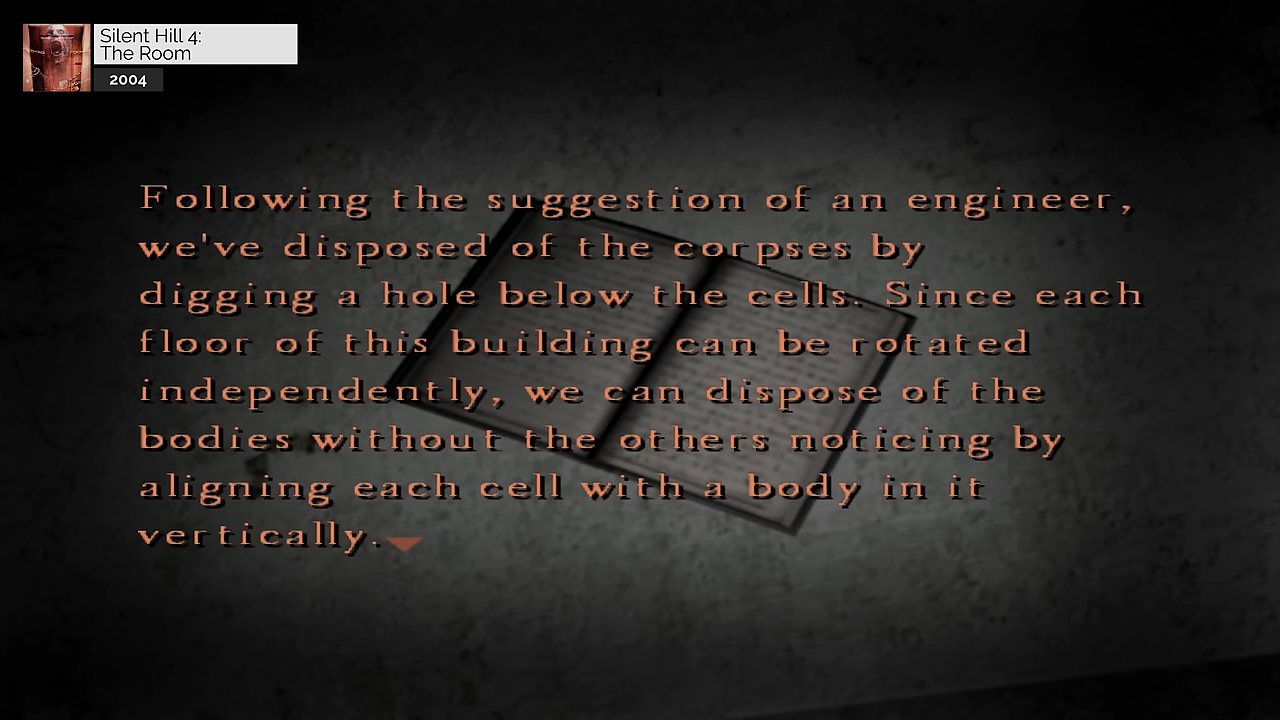 Silent Hill 4:
The Room
2004
Following the suggestion of an engineer,
we've disposed of the corpses by
digging a hole below the cells. Since each
floor of this building can be rotated
independently, we can dispose of the
bodies without the others noticing by
aligning each cell with a body in it
vertically.